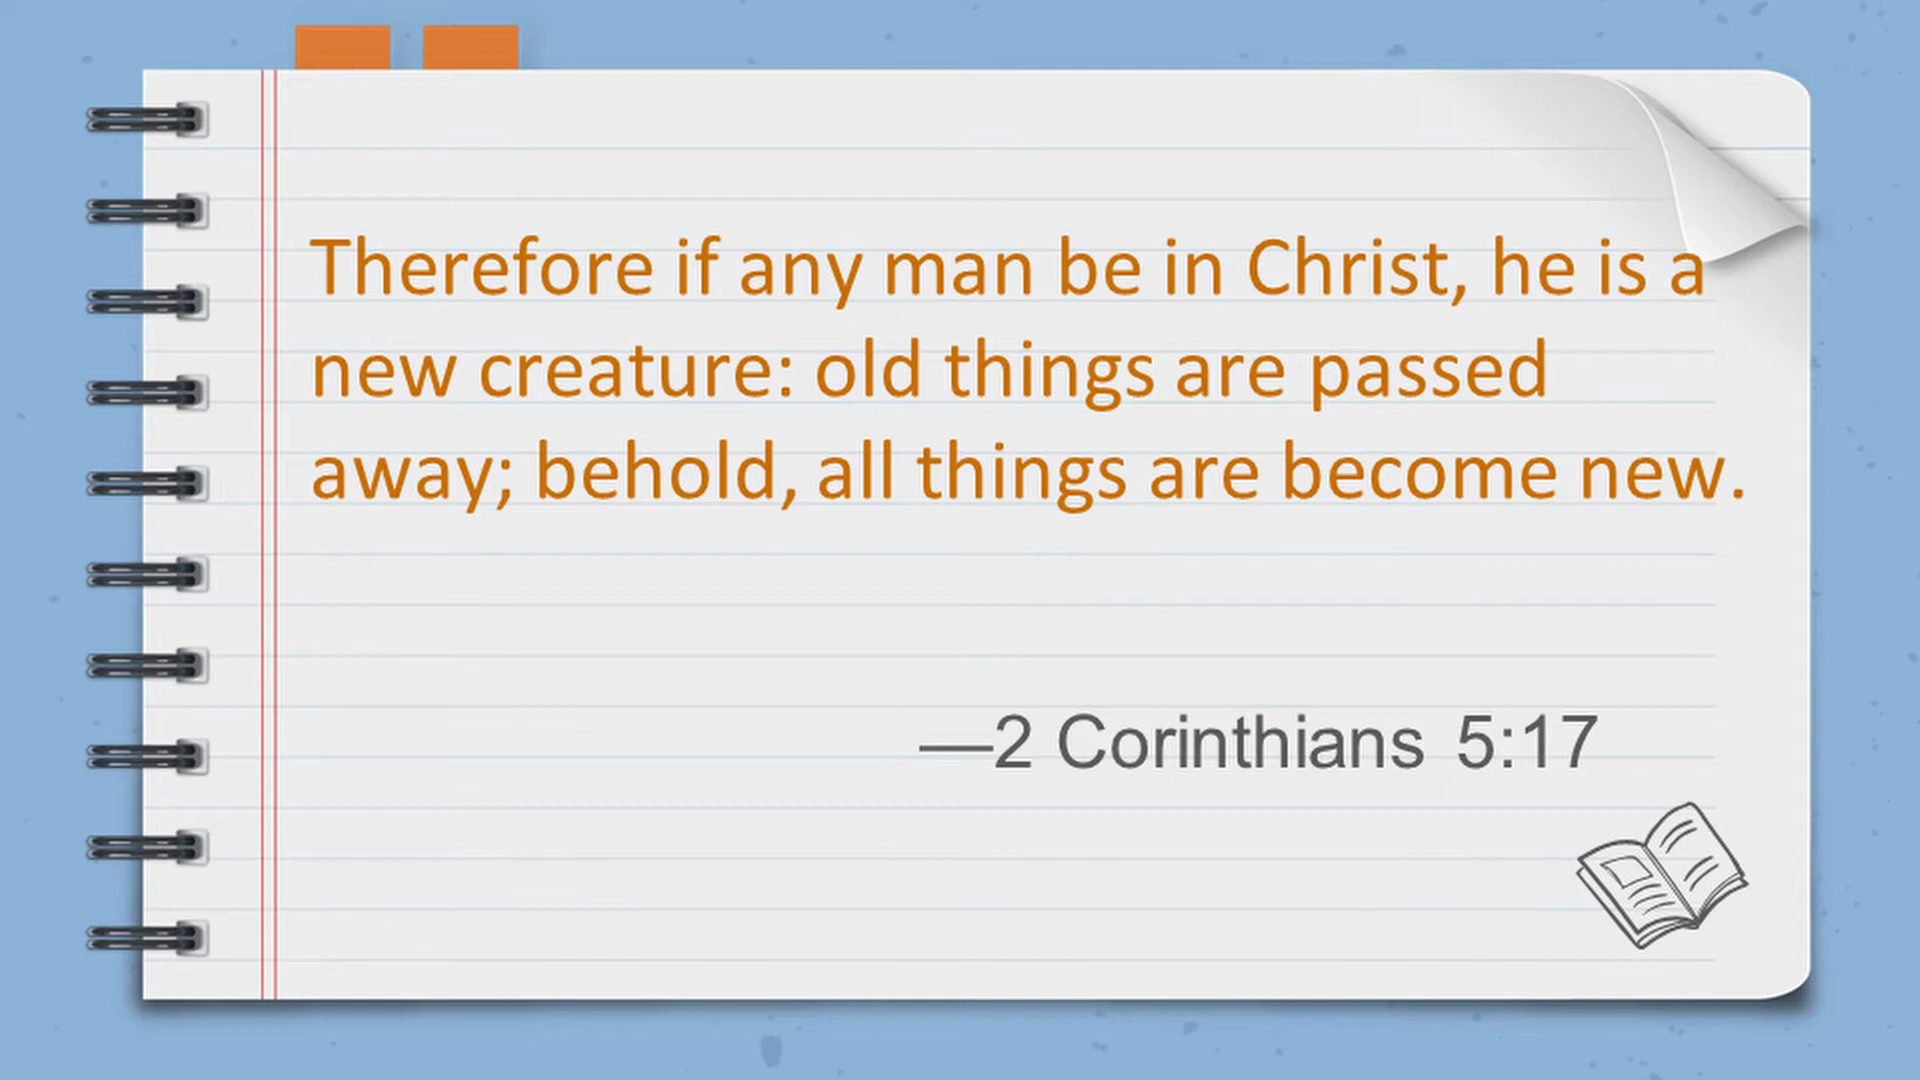 Therefore if any man be in Christ, he is a
new creature: old things are passed
away; behold, all things are become new.
—2 Corinthians 5:17